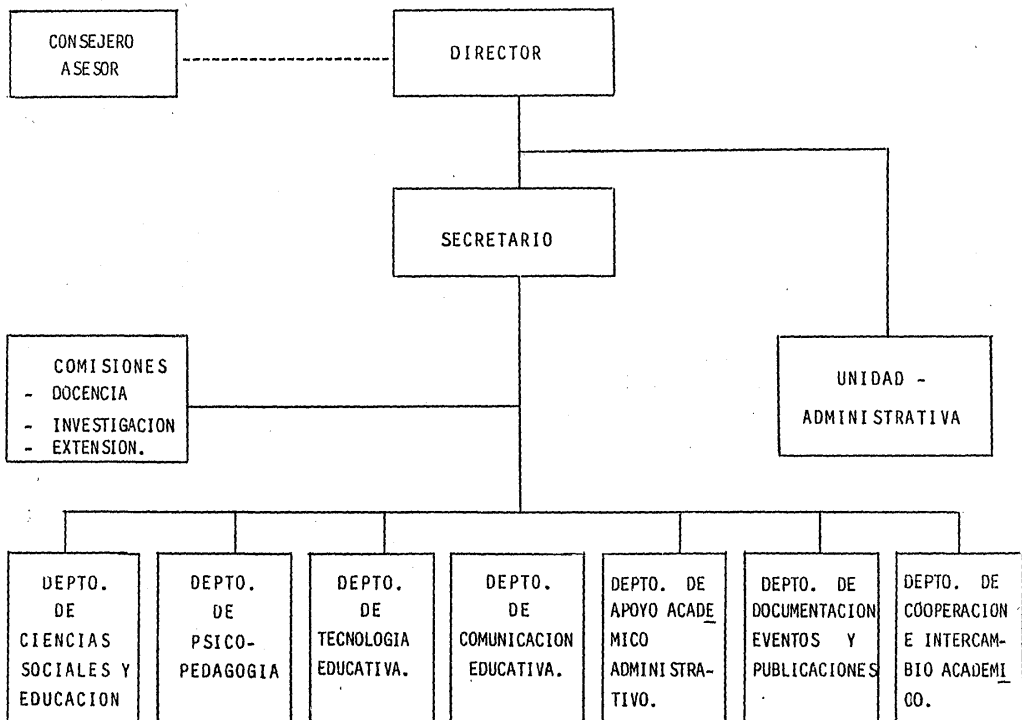 CONSEJERO
ASESOR
DIRECTOR
SECRETARIO
COMISIONES
- DOCENCIA
- INVESTIGACION
- EXTENSION.
UNIDAD -
ADMINISTRATIVA
DEPTO.
DE
CIENCIAS
SOCIALES Y
EDUCACION
DEPTO.
DE
PSICO-
PEDAGOGIA
DEPTO.
DE
TECNOLOGIA
EDUCATIVA.
DEPTO.
DE
COMUNICACION
EDUCATIVA.
DEPTO. DE
APOYO ACADE
MICO
ADMINISTRA-
TIVO.
DEPTO. DE
DOCUMENTACION
EVENTOS Y
PUBLICACIONES
DEPTO. DE
COOPERACION
E INTERCAM-
BIO ACADEMI
CO.